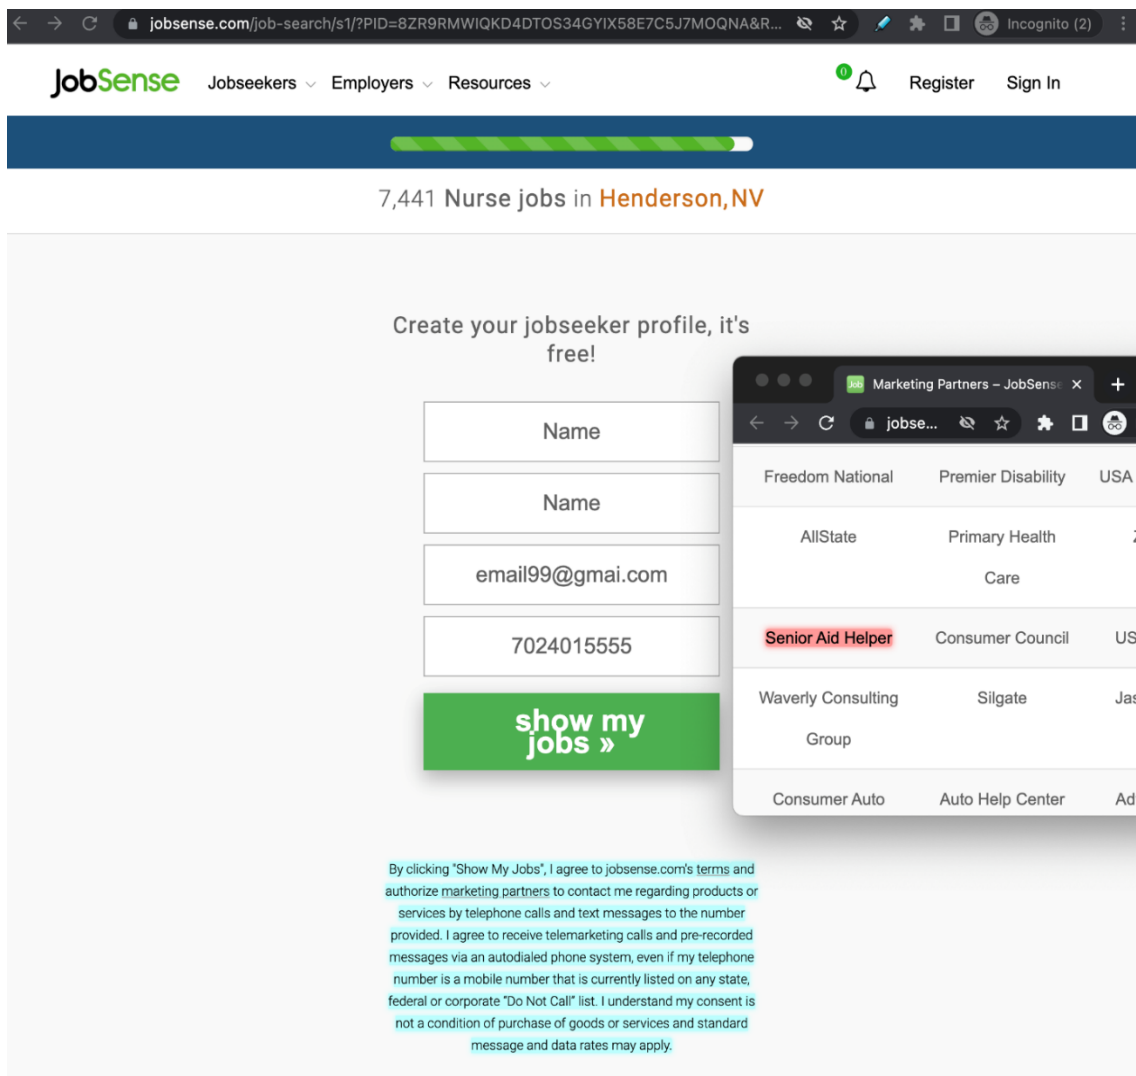 jobsense.com/job-search/s1/?PID=8ZR9RMWIQKD4DTOS34GYIX58E7C5J7MOQNA&R...
Incognito (2)
JobSense
Jobseekers
Employers
Resources
0
Register
Sign In
7,441 Nurse jobs in Henderson, NV
Create your jobseeker profile, it's
free!
Name
Name
email99@gmai.com
7024015555
show my
jobs »
By clicking "Show My Jobs", I agree to jobsense.com's terms and
authorize marketing partners to contact me regarding products or
services by telephone calls and text messages to the number
provided. I agree to receive telemarketing calls and pre-recorded
messages via an autodialed phone system, even if my telephone
number is a mobile number that is currently listed on any state,
federal or corporate "Do Not Call" list. I understand my consent is
not a condition of purchase of goods or services and standard
message and data rates may apply.
Job
Marketing Partners – JobSense
jobse...
Freedom National
Premier Disability
USA
AllState
Primary Health
Care
Senior Aid Helper
Consumer Council
US
Waverly Consulting
Group
Silgate
Jas
Consumer Auto
Auto Help Center
Ad